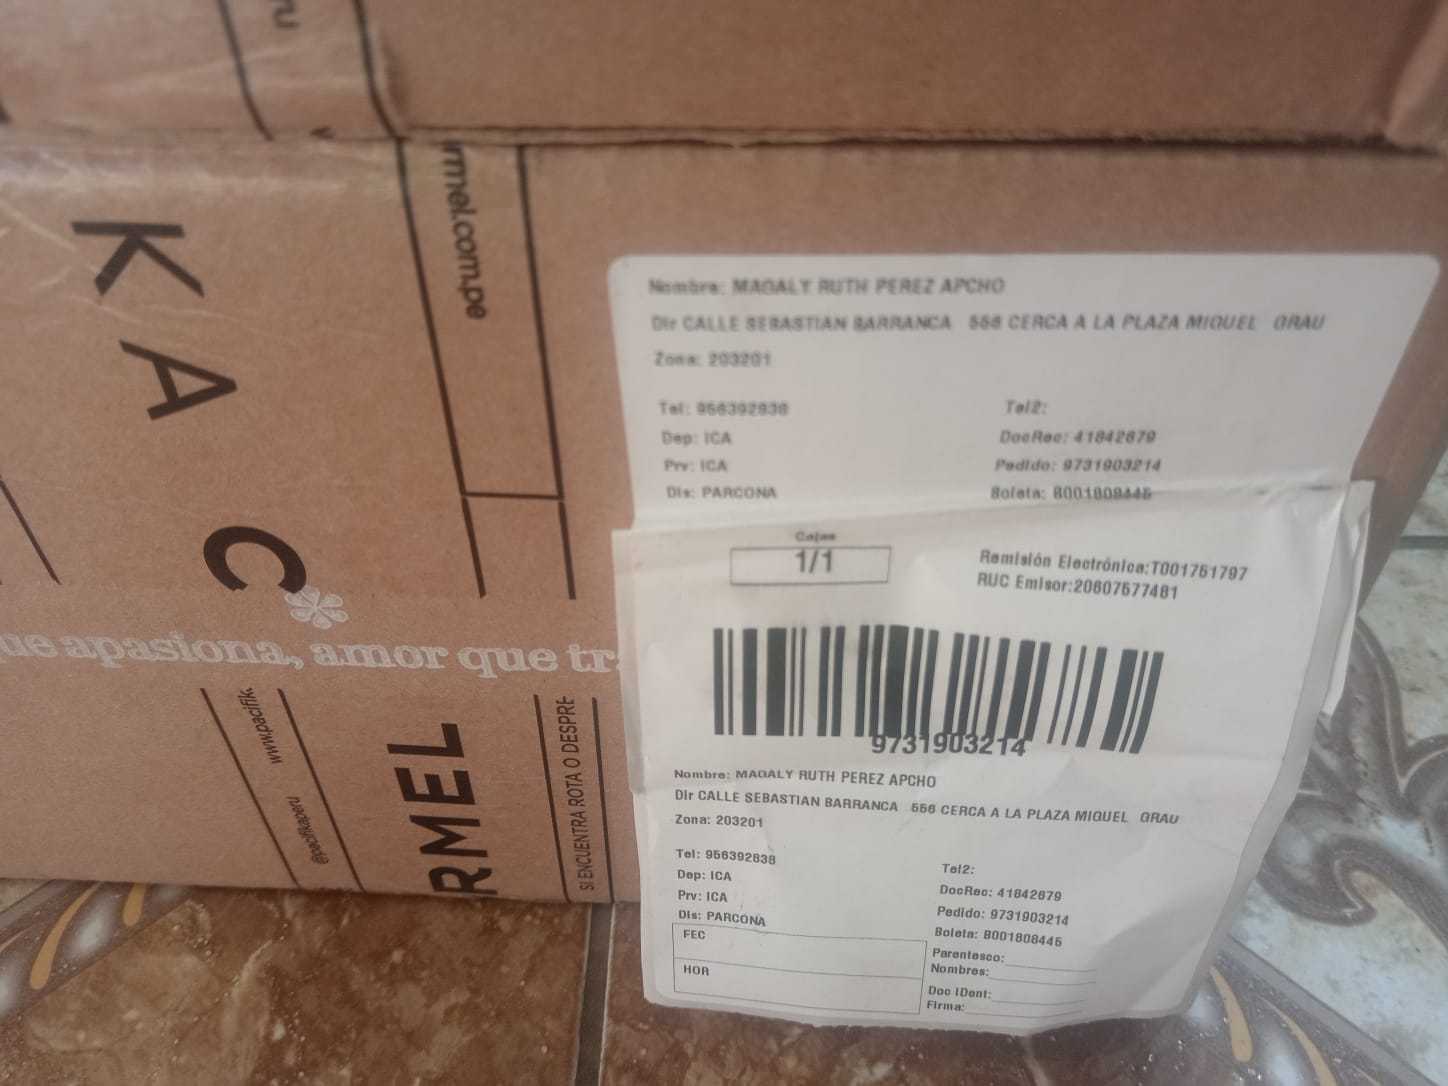 K A C
rmel.com.pe
ue apasiona, amor que tr
www.pacifik
@pacifikaperu
RMEL
SI ENCUENTRA ROTA O DESPRE
Nombre: MAGALY RUTH PEREZ APCHO
Dir CALLE SEBASTIAN BARRANCA 556 CERCA A LA PLAZA MIGUEL GRAU
Zona: 203201
Tel: 956392838
Tel2:
Dep: ICA
DocRec: 41842679
Prv: ICA
Pedido: 9731903214
Dis: PARCONA
Boleta: B001808445
Cajas
1/1
Remisión Electrónica:T001751797
RUC Emisor:20607577481
9731903214
Nombre: MAGALY RUTH PEREZ APCHO
Dir CALLE SEBASTIAN BARRANCA 556 CERCA A LA PLAZA MIGUEL GRAU
Zona: 203201
Tel: 956392838
Tel2:
Dep: ICA
DocRec: 41842679
Prv: ICA
Pedido: 9731903214
Dis: PARCONA
Boleta: B001808445
FEC
Parentesco:
Nombres:
HOR
Doc IDent:
Firma: